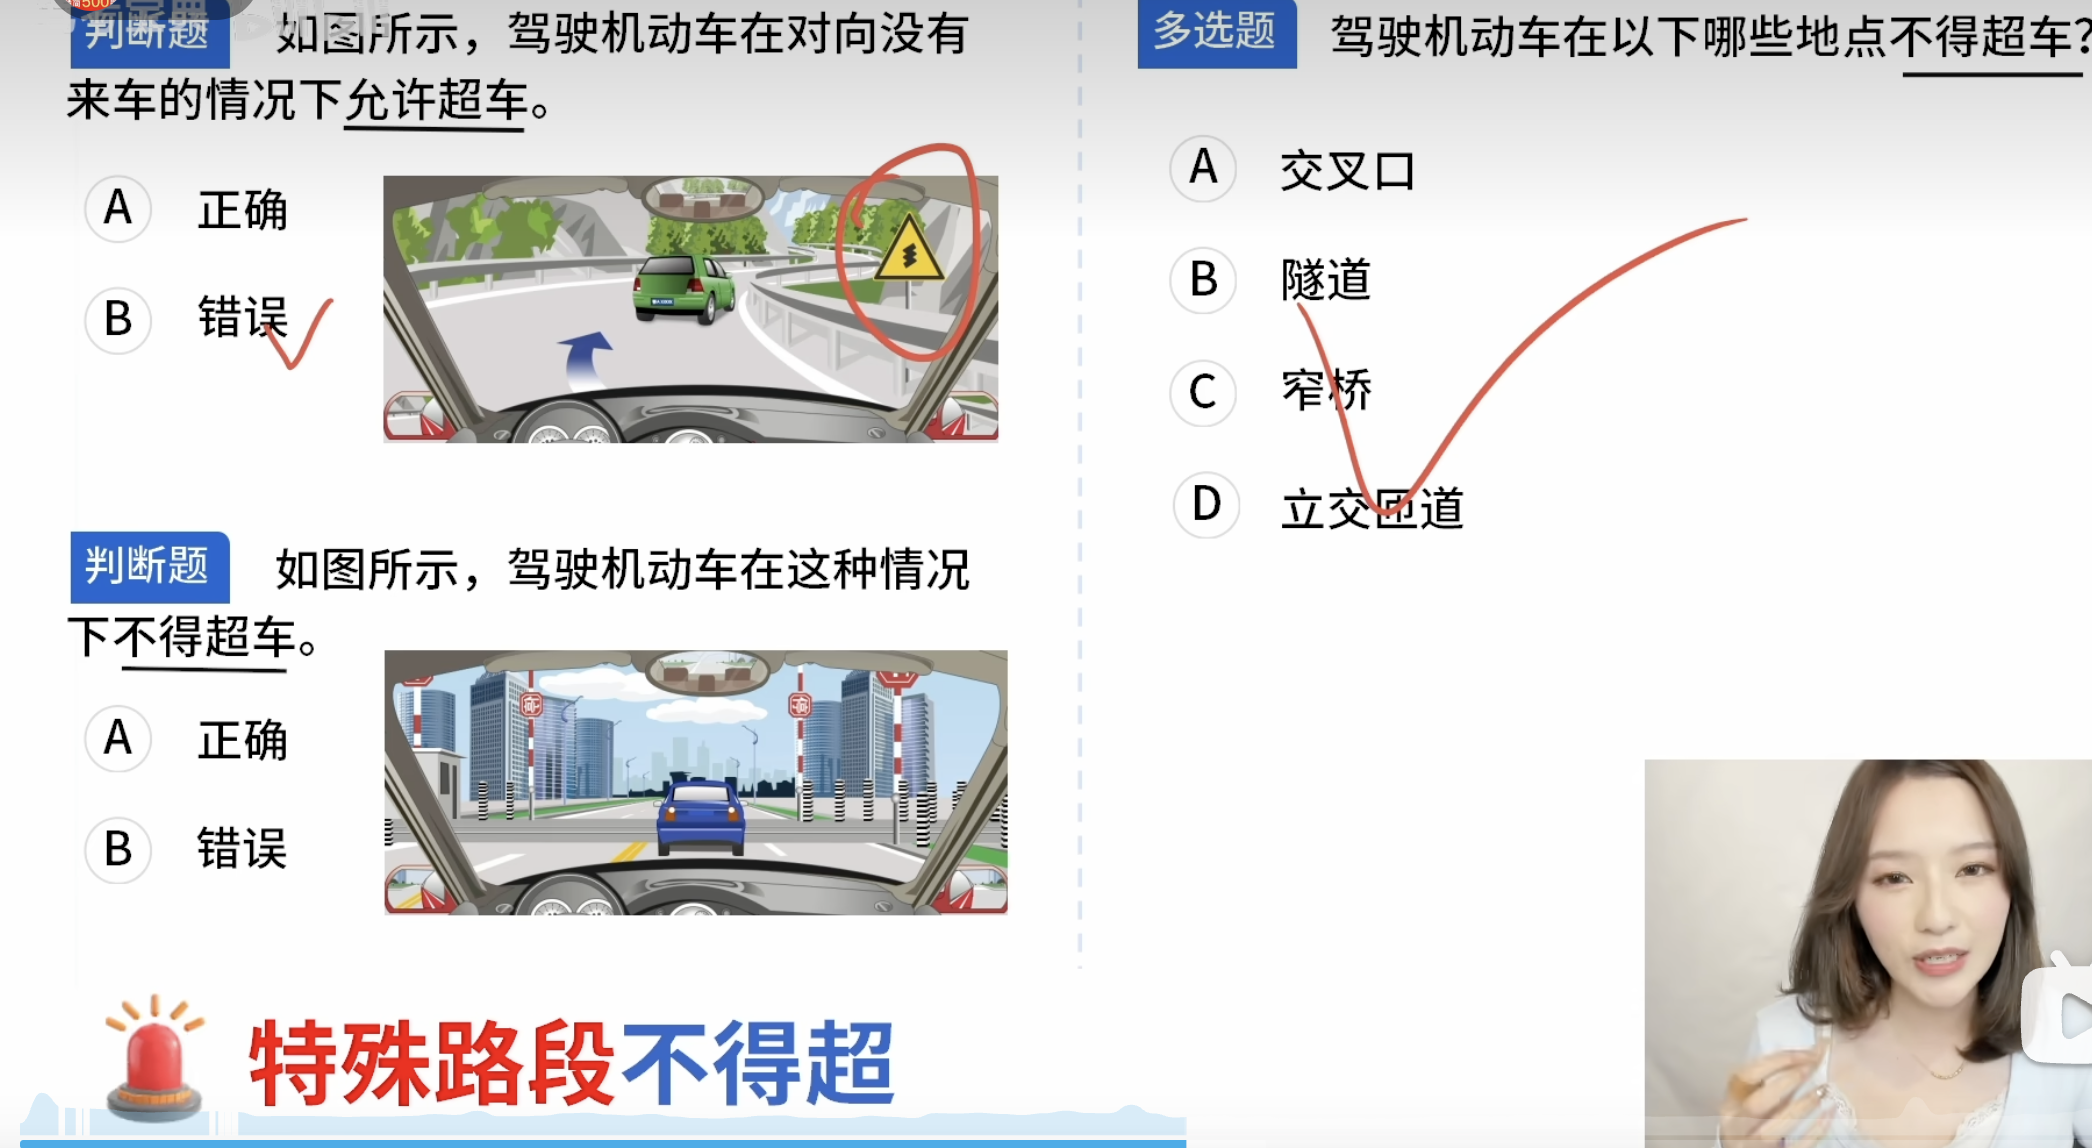 判断题 如图所示，驾驶机动车在对向没有
来车的情况下允许超车。
A 正确
B 错误
判断题 如图所示，驾驶机动车在这种情况
下不得超车。
A 正确
B 错误
多选题 驾驶机动车在以下哪些地点不得超车?
A 交叉口
B 隧道
C 窄桥
D 立交匝道
特殊路段不得超